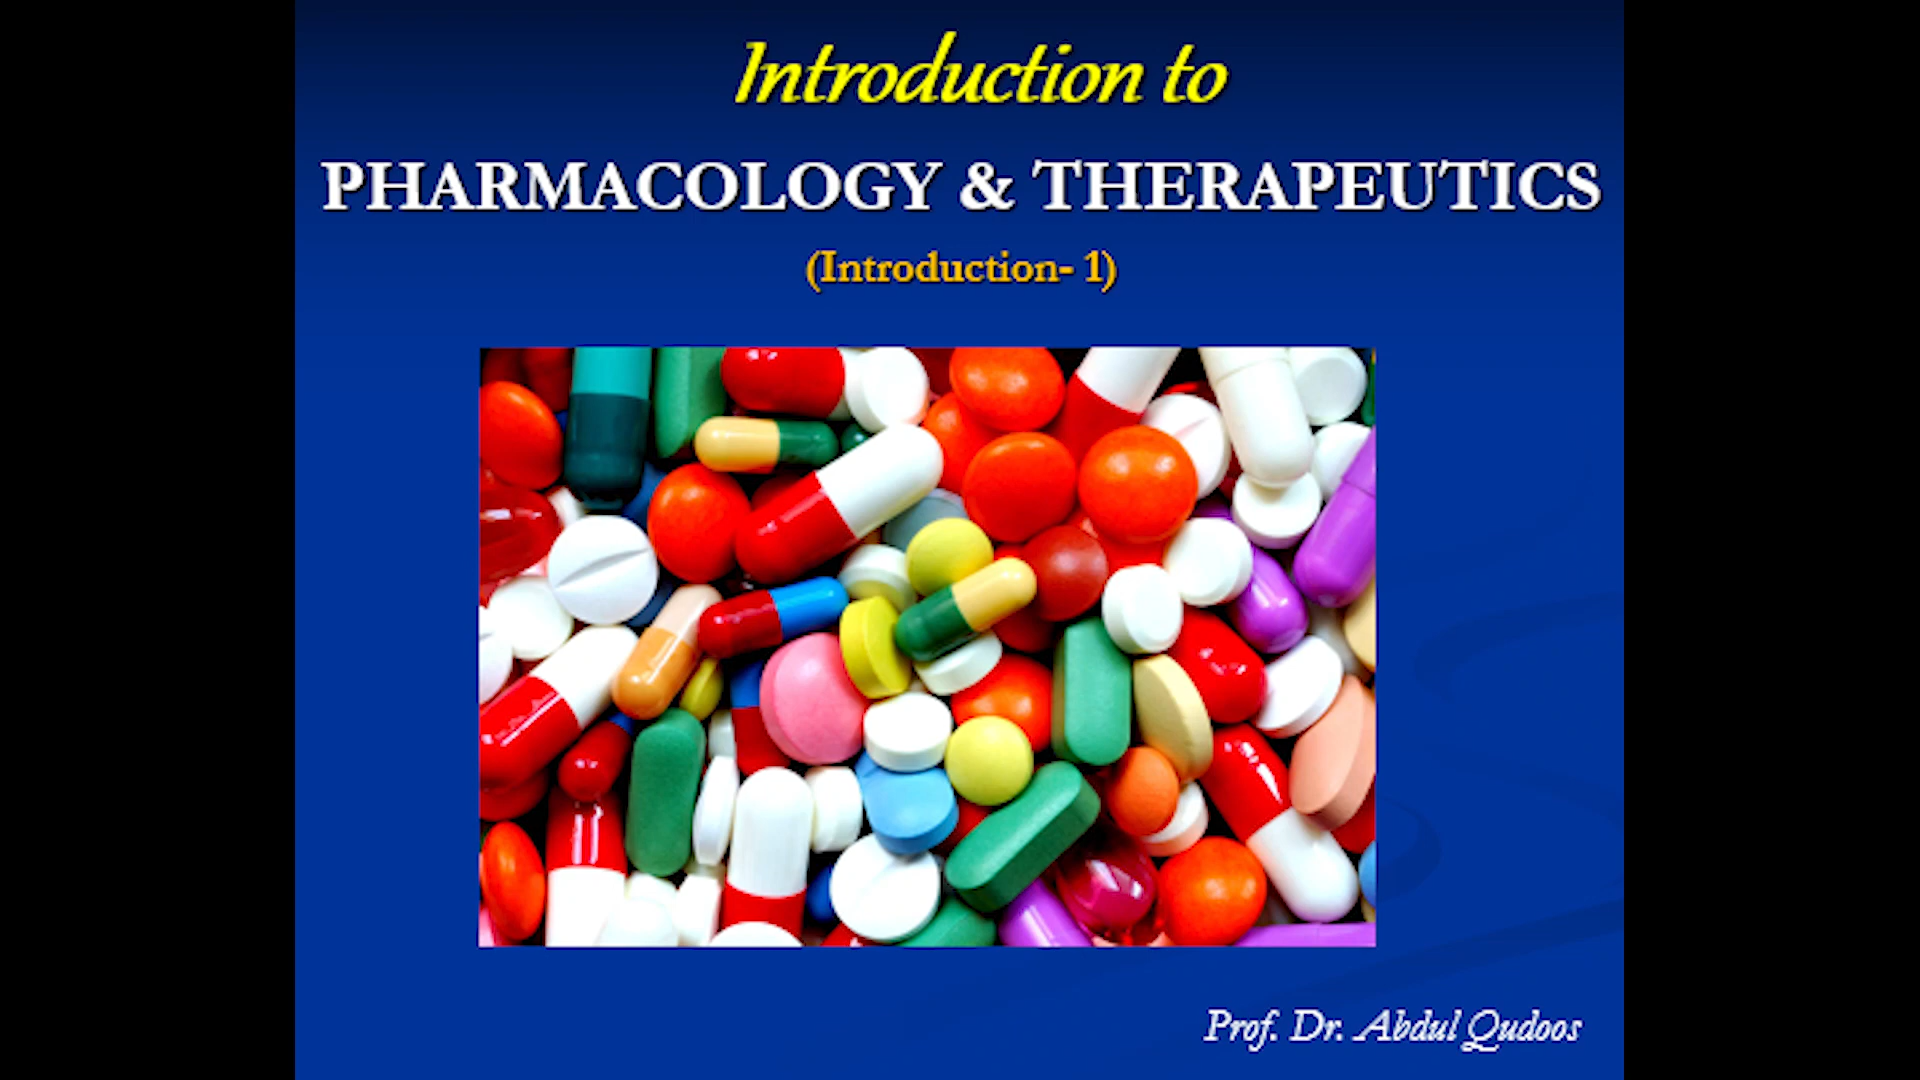 Introduction to
PHARMACOLOGY & THERAPEUTICS
(Introduction- 1)
Prof. Dr. Abdul Qudoos